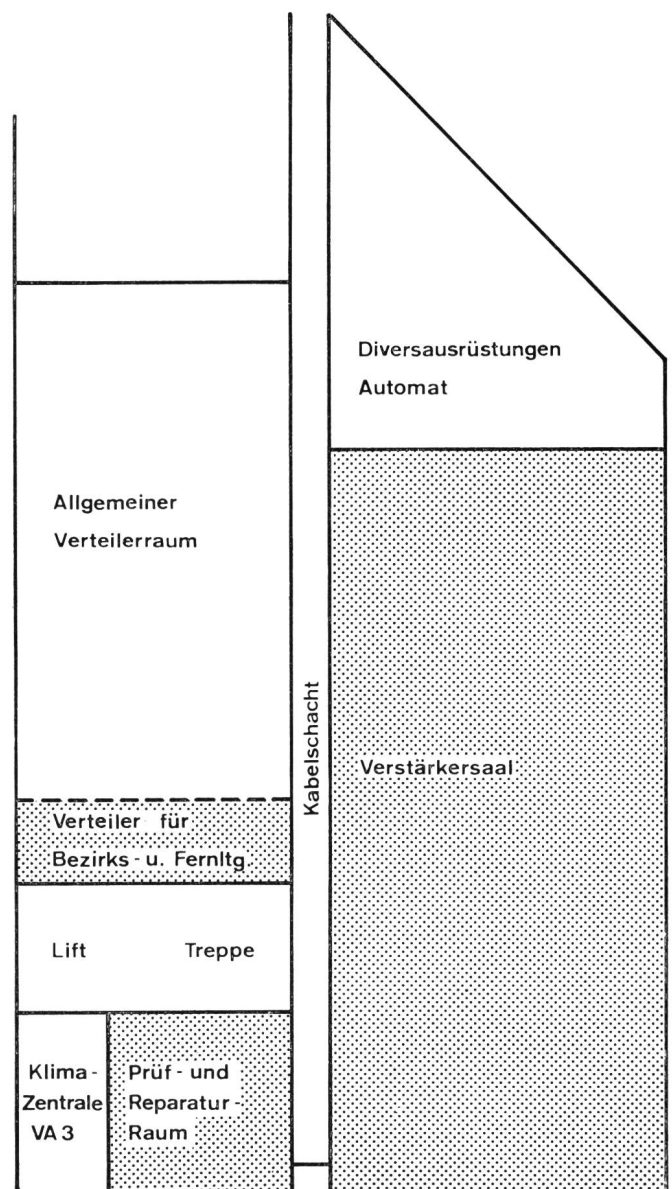 Diversausrüstungen
Automat
Allgemeiner
Verteilerraum
Kabelschacht
Verstärkersaal
Verteiler für
Bezirks - u. Fernltg.
Lift Treppe
Klima -
Zentrale
VA 3
Prüf - und
Reparatur -
Raum